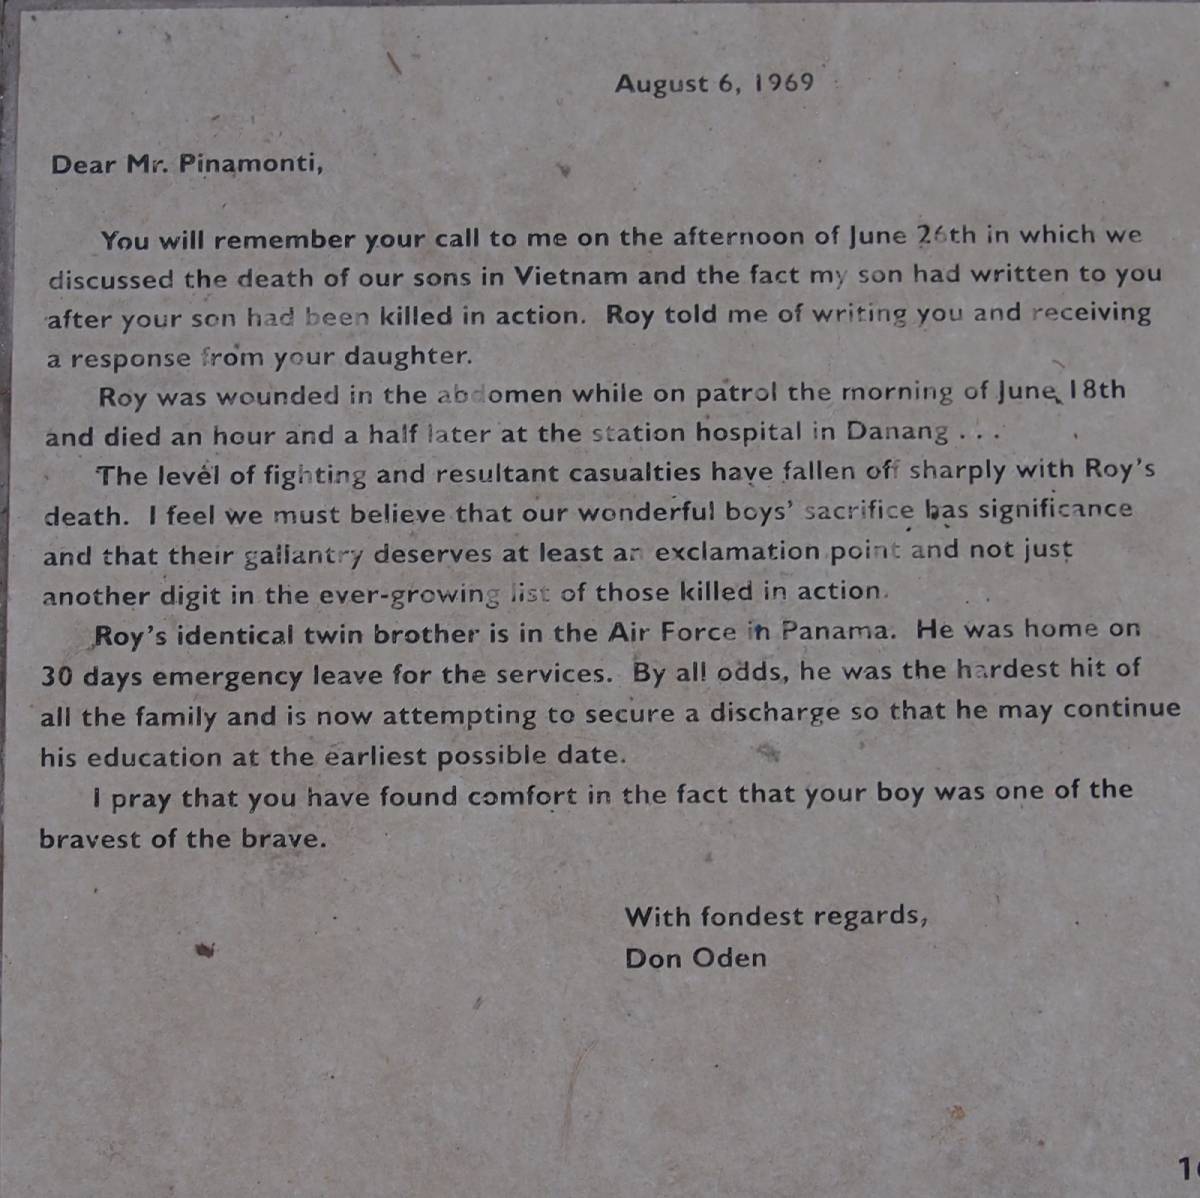 August 6, 1969
Dear Mr. Pinamonti,
You will remember your call to me on the afternoon of June 26th in which we
discussed the death of our sons in Vietnam and the fact my son had written to you
after your son had been killed in action. Roy told me of writing you and receiving
a response from your daughter.
Roy was wounded in the abdomen while on patrol the morning of June 18th
and died an hour and a half later at the station hospital in Danang . . .
The level of fighting and resultant casualties have fallen off sharply with Roy's
death. I feel we must believe that our wonderful boys' sacrifice has significance
and that their gallantry deserves at least an exclamation point and not just
another digit in the ever-growing list of those killed in action.
Roy's identical twin brother is in the Air Force in Panama. He was home on
30 days emergency leave for the services. By all odds, he was the hardest hit of
all the family and is now attempting to secure a discharge so that he may continue
his education at the earliest possible date.
I pray that you have found comfort in the fact that your boy was one of the
bravest of the brave.
With fondest regards,
Don Oden